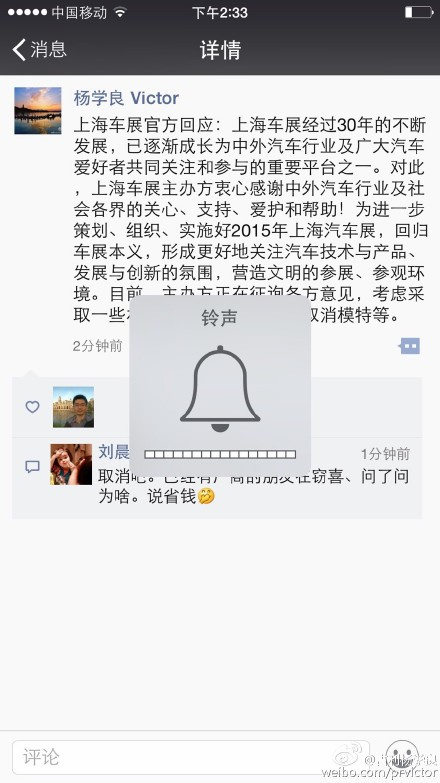 中国移动
下午2:33
消息
详情
杨学良 Victor
上海车展官方回应：上海车展经过30年的不断
发展，已逐渐成长为中外汽车行业及广大汽车
爱好者共同关注和参与的重要平台之一。对此
，上海车展主办方衷心感谢中外汽车行业及社
会各界的关心、支持、爱护和帮助！为进一步
策划、组织、实施好2015年上海汽车展，回归
车展本义，形成更好地关注汽车技术与产品、
发展与创新的氛围，营造文明的参展、参观环
境。目前，主办方正在征询各方意见，考虑采
取一些 取消模特等。
铃声
2分钟前
刘晨
1分钟前
取消吧。已经有厂商的朋友在窃喜、问了问
为啥。说省钱🤣
评论
weibo.com/prvictor